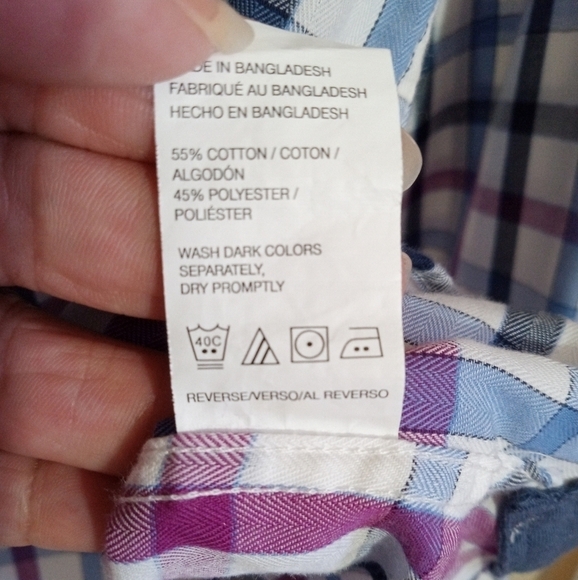 IN BANGLADESH
FABRIQUÉ AU BANGLADESH
HECHO EN BANGLADESH
55% COTTON / COTON /
ALGODÓN
45% POLYESTER /
POLIÉSTER
WASH DARK COLORS
SEPARATELY,
DRY PROMPTLY
40C
REVERSE/VERSO/AL REVERSO